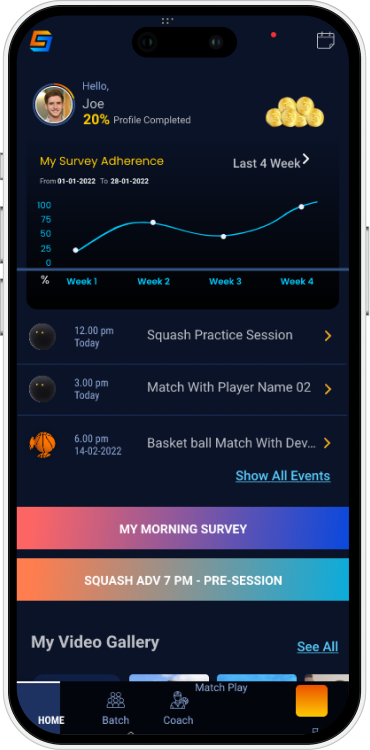 Hello,
Joe
20% Profile Completed
My Survey Adherence
Last 4 Week
From 01-01-2022 To 28-01-2022
100
75
50
25
0
% Week 1 Week 2 Week 3 Week 4
12.00 pm
Today
Squash Practice Session
3.00 pm
Today
Match With Player Name 02
6.00 pm
14-02-2022
Basket ball Match With Dev...
Show All Events
MY MORNING SURVEY
SQUASH ADV 7 PM - PRE-SESSION
My Video Gallery
See All
Match Play
HOME
Batch
Coach